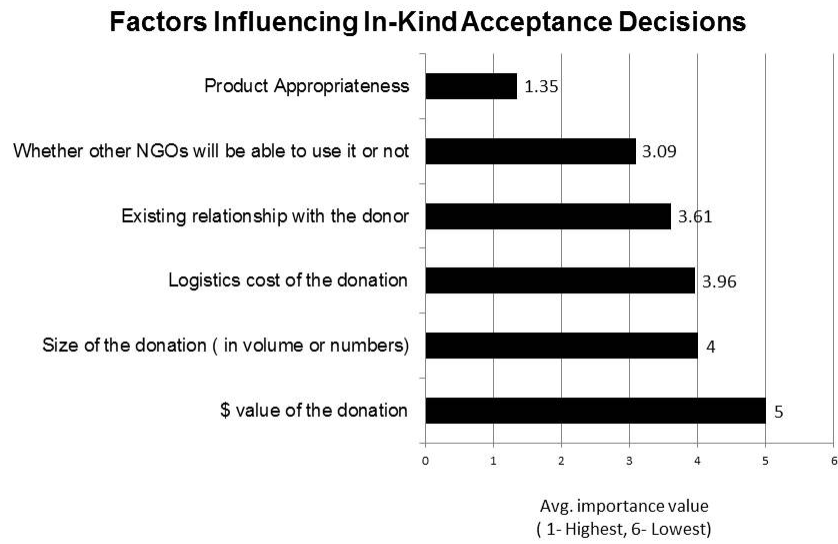 Factors Influencing In-Kind Acceptance Decisions
Product Appropriateness
1.35
Whether other NGOs will be able to use it or not
3.09
Existing relationship with the donor
3.61
Logistics cost of the donation
3.96
Size of the donation ( in volume or numbers)
4
$ value of the donation
5
0 1 2 3 4 5 6
Avg. importance value
( 1- Highest, 6- Lowest)